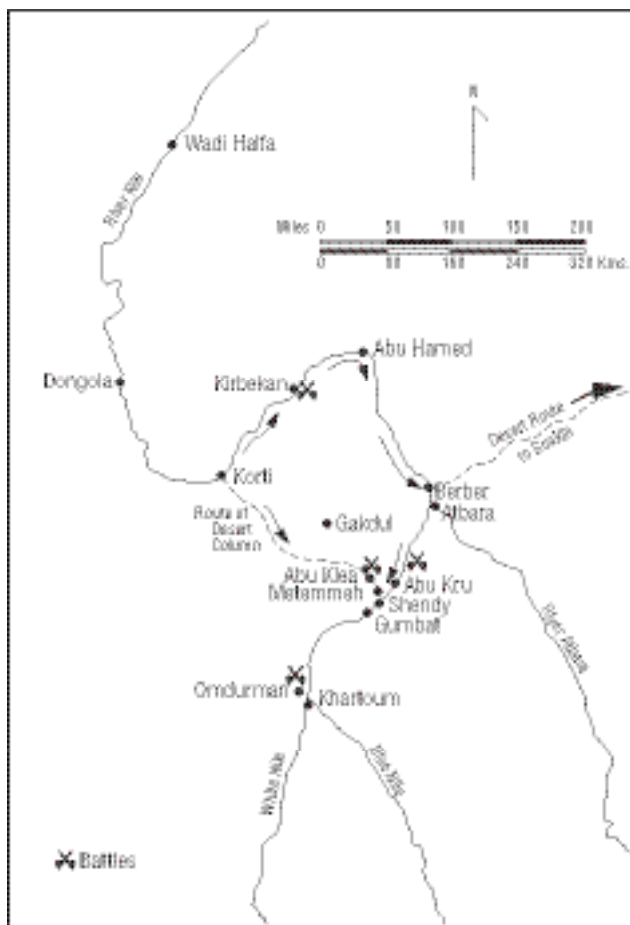 N
Wadi Halfa
River Nile
Miles 0 50 100 150 200
0 80 160 240 320 Kms.
Abu Hamed
Dongola
Kirbekan
Desert Route
to Suakin
Korti
Berber
Atbara
Route of
Desert
Column
Gakdul
Abu Klea
Abu Kru
Metemmeh
Shendy
Gumbat
River Atbara
Omdurman
Khartoum
White Nile
Blue Nile
Battles